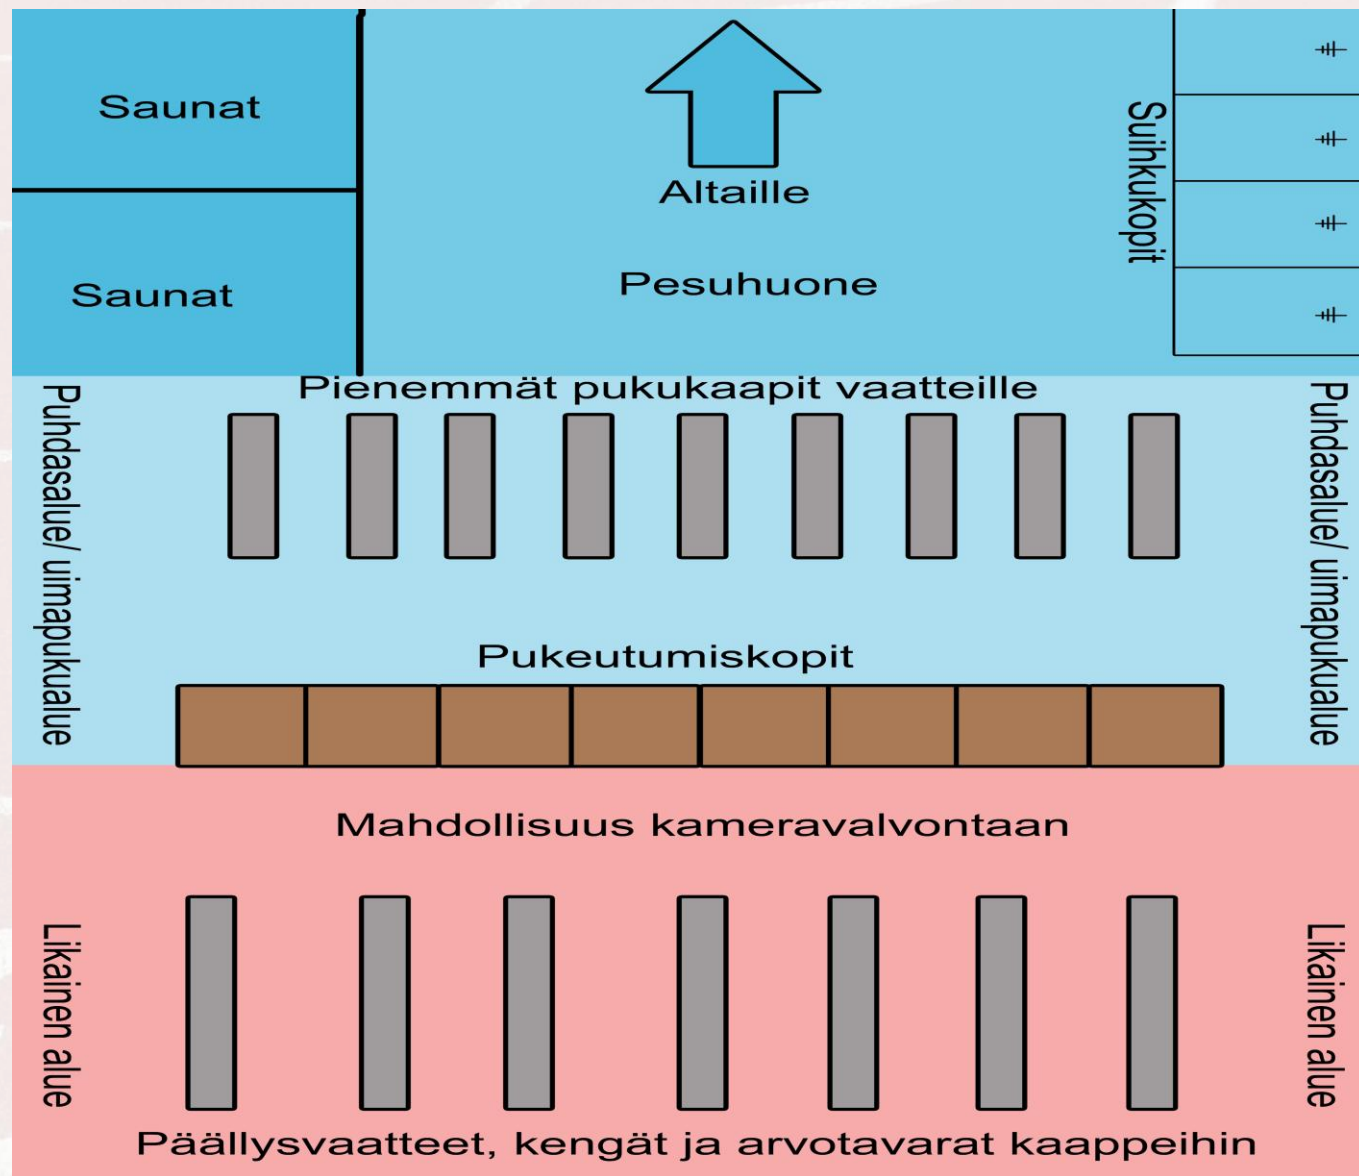 Saunat
Altaille
Suihkukopit
Saunat
Pesuhuone
Pienemmät pukukaapit vaatteille
Puhdasalue/ uimapukualue
Puhdasalue/ uimapukualue
Pukeutumiskopit
Mahdollisuus kameravalvontaan
Likainen alue
Likainen alue
Päällysvaatteet, kengät ja arvotavarat kaappeihin